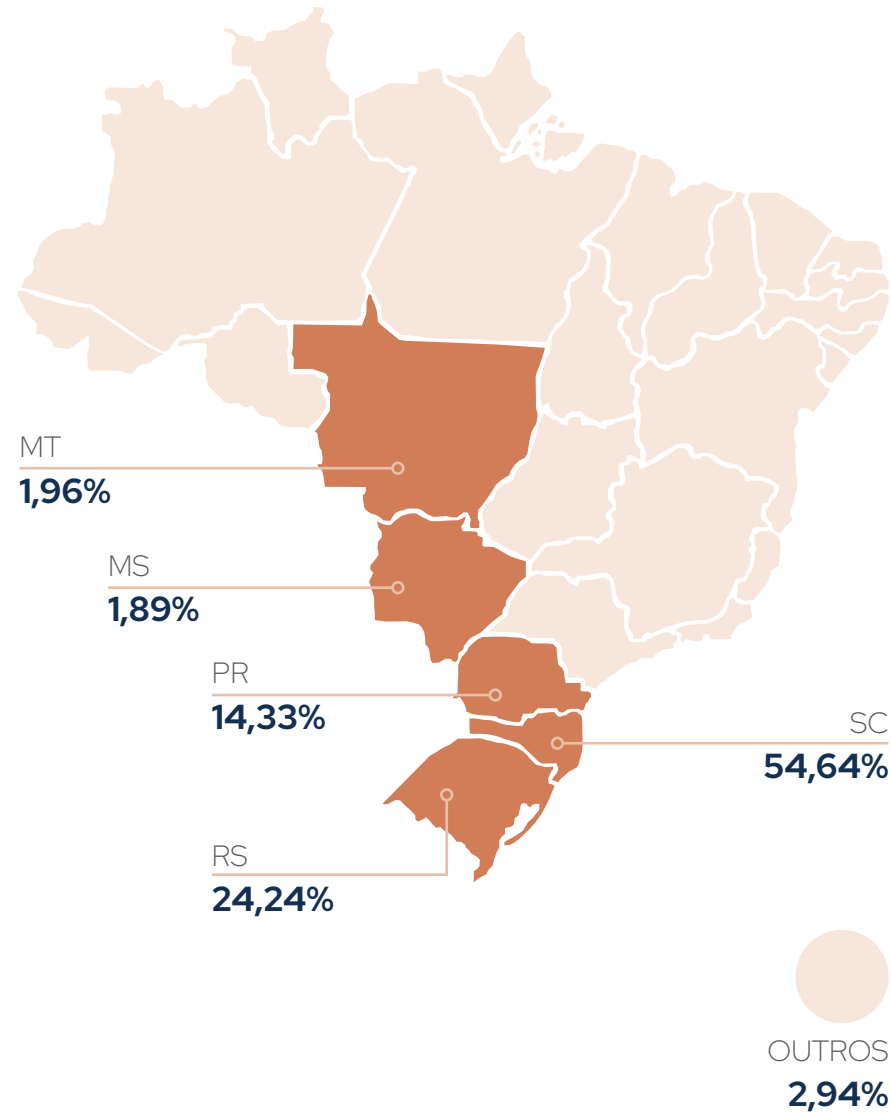 MT
1,96%
MS
1,89%
PR
14,33%
SC
54,64%
RS
24,24%
OUTROS
2,94%